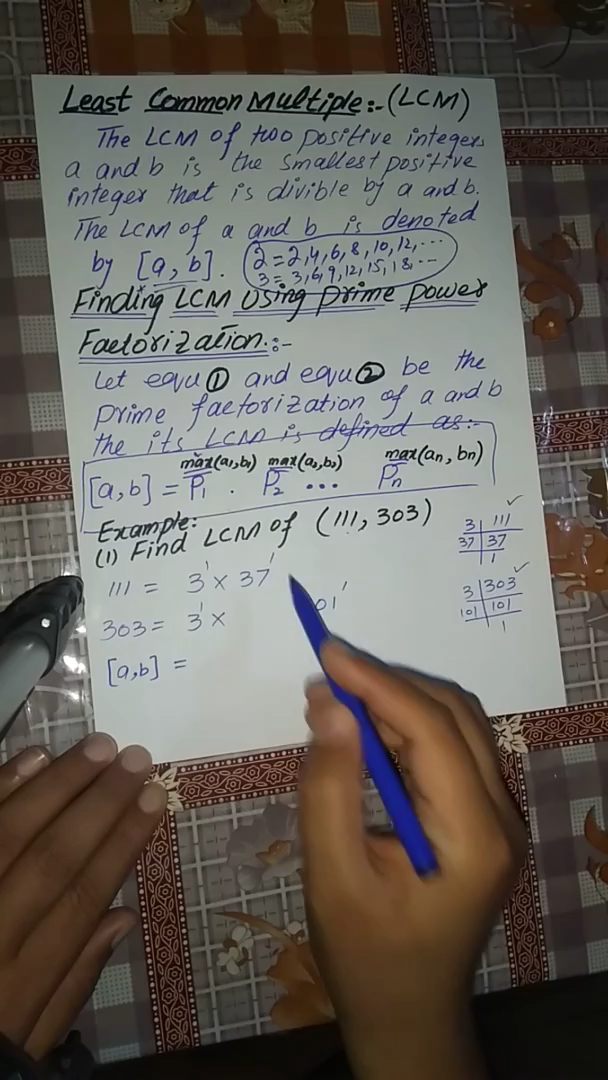 Least Common Multiple:- (LCM)
The LCM of two positive integers
a and b is the smallest positive
integer that is divible by a and b.
The LCM of a and b is denoted
by [a, b]. 2 = 2,4,6,8,10,12,...
3 = 3,6,9,12,15,18,...
Finding LCM using prime power
Factorization:-
Let equ ① and equ ② be the
prime factorization of a and b
the its LCM is defined as:-
[a,b] = P₁ max(a₁,b₁) . P₂ max(a₂,b₂) ... Pn max(an, bn)
Example:
(1) Find LCM of (111, 303)
3 | 111
37 | 37
1
111 = 3¹ × 37¹
303 = 3¹ × 01¹
3 | 303
101 | 101
1
[a,b] =